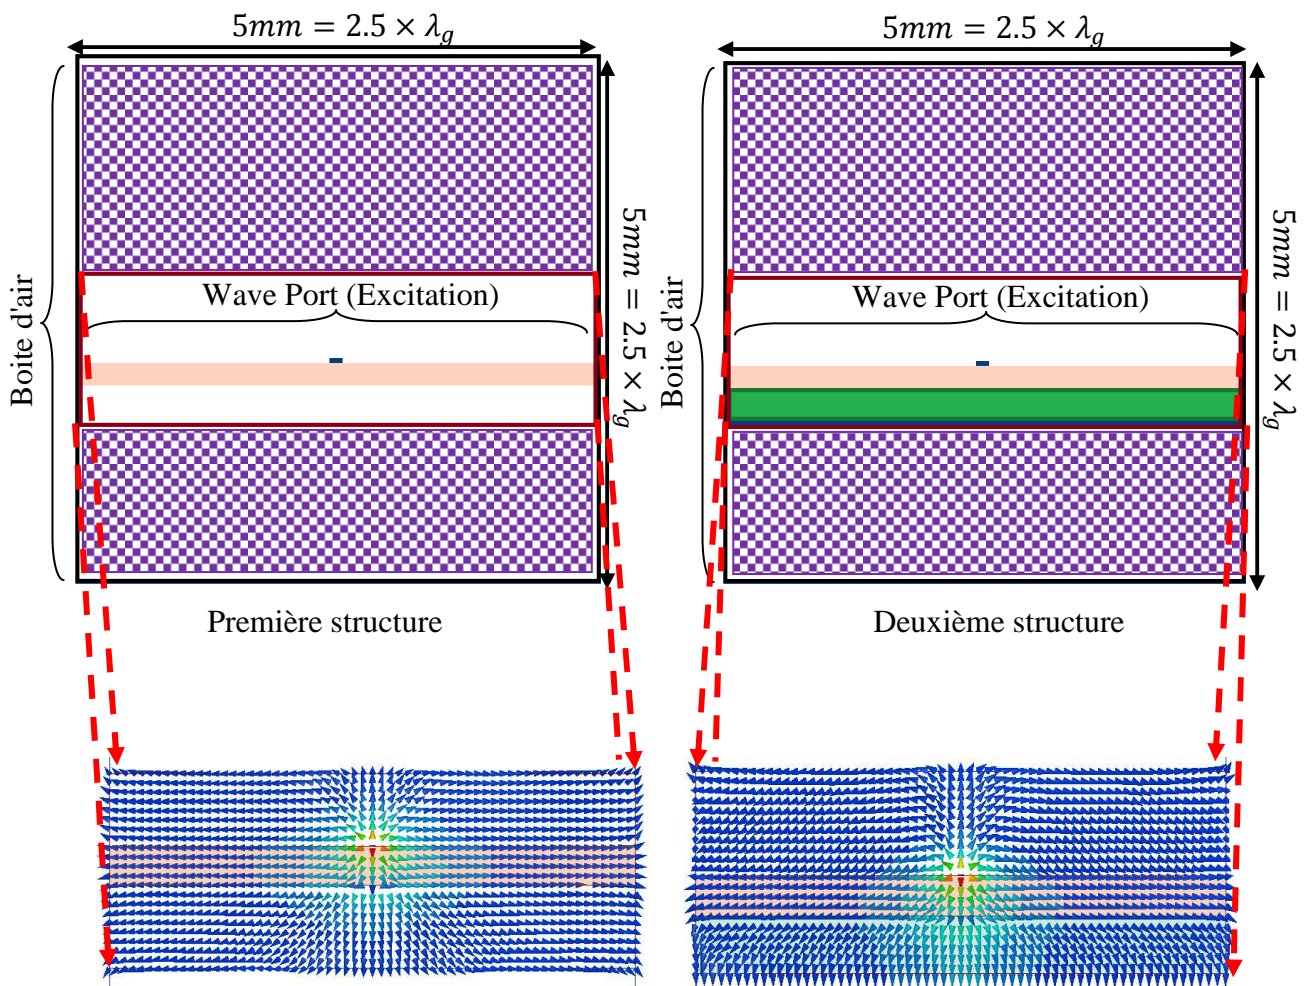 5mm = 2.5 × λg
5mm = 2.5 × λg
Boite d'air
Wave Port (Excitation)
5mm = 2.5 × λg
Boite d'air
Wave Port (Excitation)
5mm = 2.5 × λg
Première structure
Deuxième structure